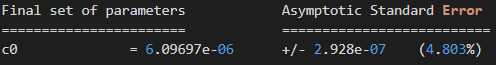 Final set of parameters            Asymptotic Standard Error
=======================            ==========================
c0              = 6.09697e-06      +/- 2.928e-07    (4.803%)